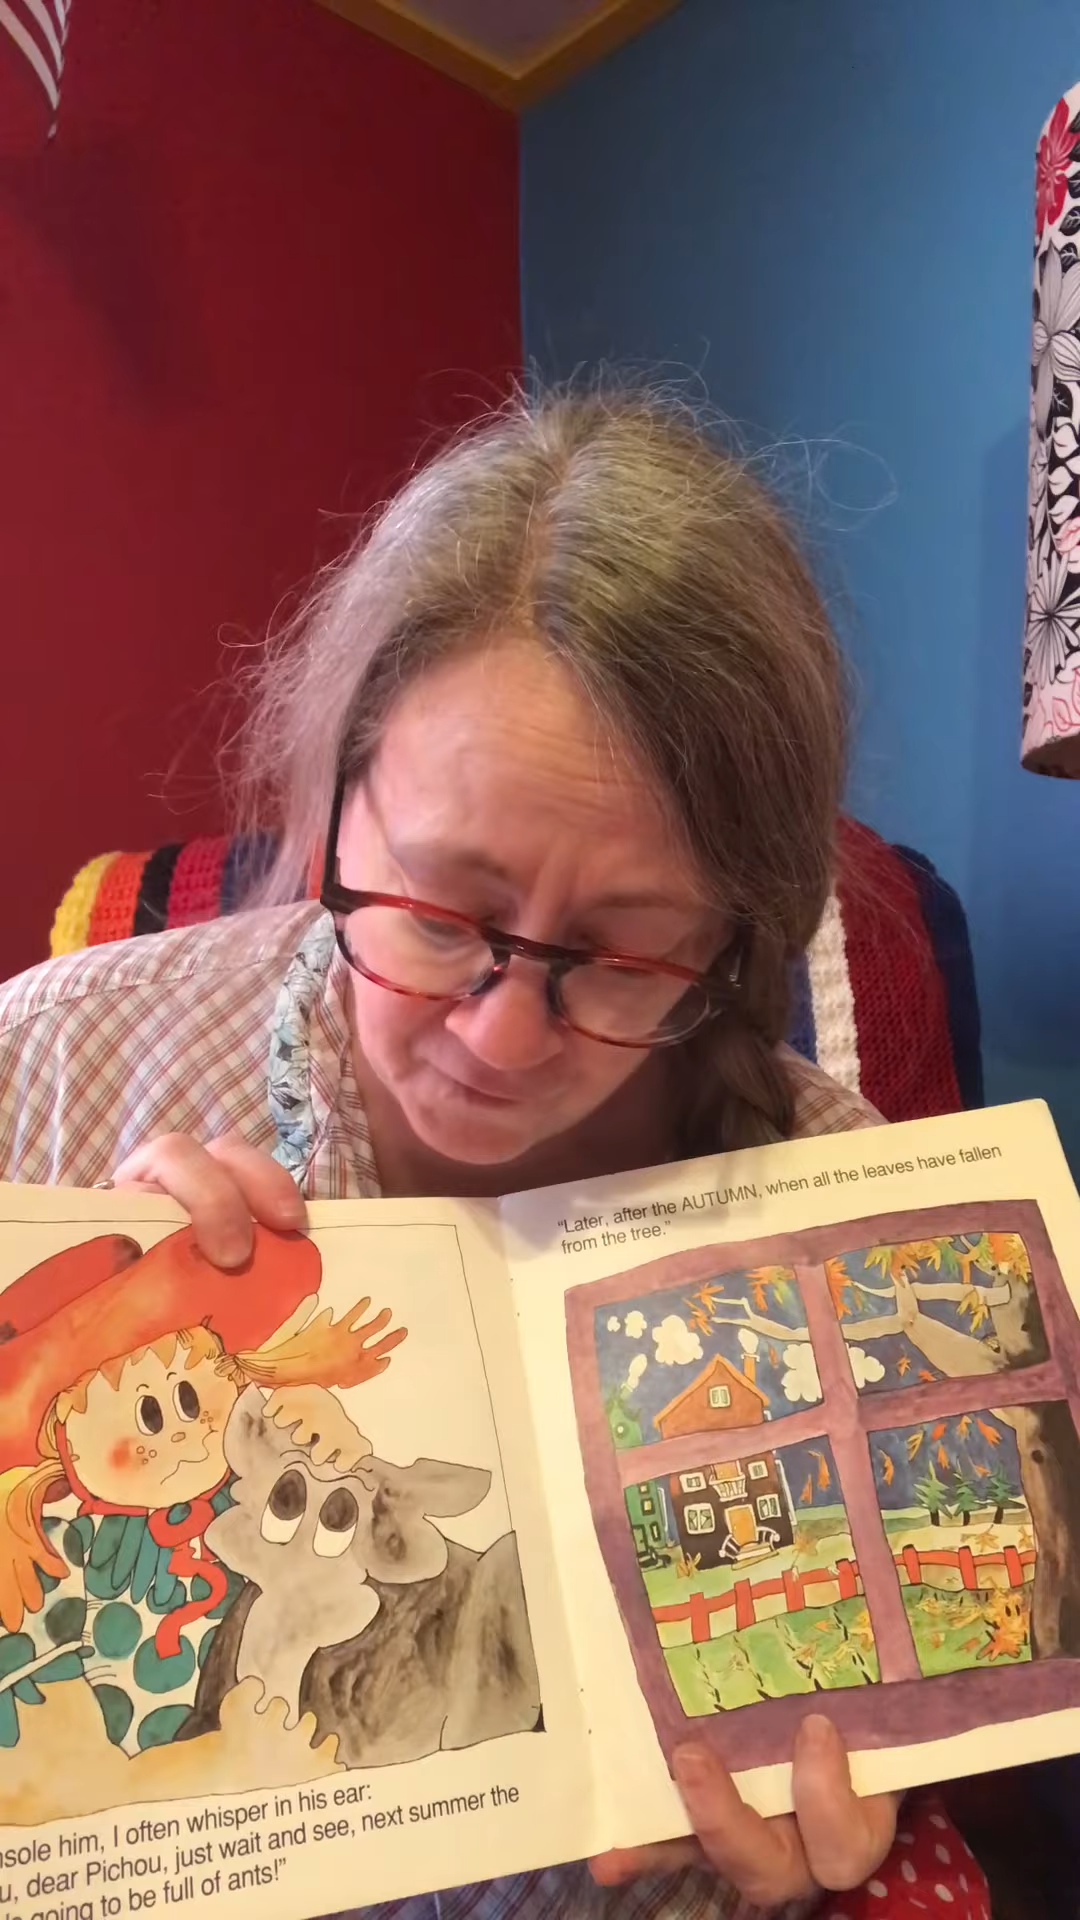 sole him, I often whisper in his ear:
u, dear Pichou, just wait and see, next summer the
going to be full of ants!”
“Later, after the AUTUMN, when all the leaves have fallen
from the tree.”